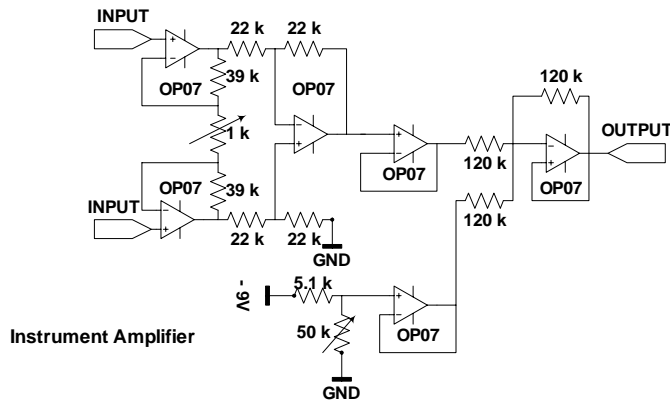 INPUT
22 k
22 k
+
-
OP07
39 k
OP07
120 k
1 k
-
+
+
-
OP07
120 k
-
+
OP07
OUTPUT
INPUT
OP07
39 k
-
+
22 k
22 k
GND
120 k
- 9V
5.1 k
50 k
+
-
OP07
GND
Instrument Amplifier